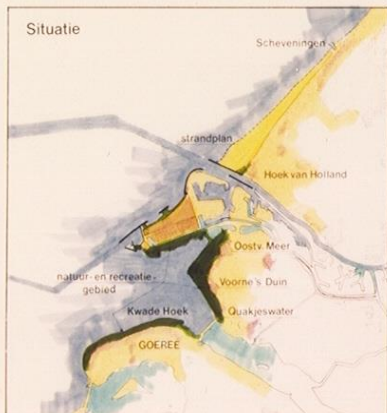 Situatie
Scheveningen
strandplan
Hoek van Holland
Oostv. Meer
natuur- en recreatie-
gebied
Voorne's Duin
Kwade Hoek
Quakjeswater
GOEREE